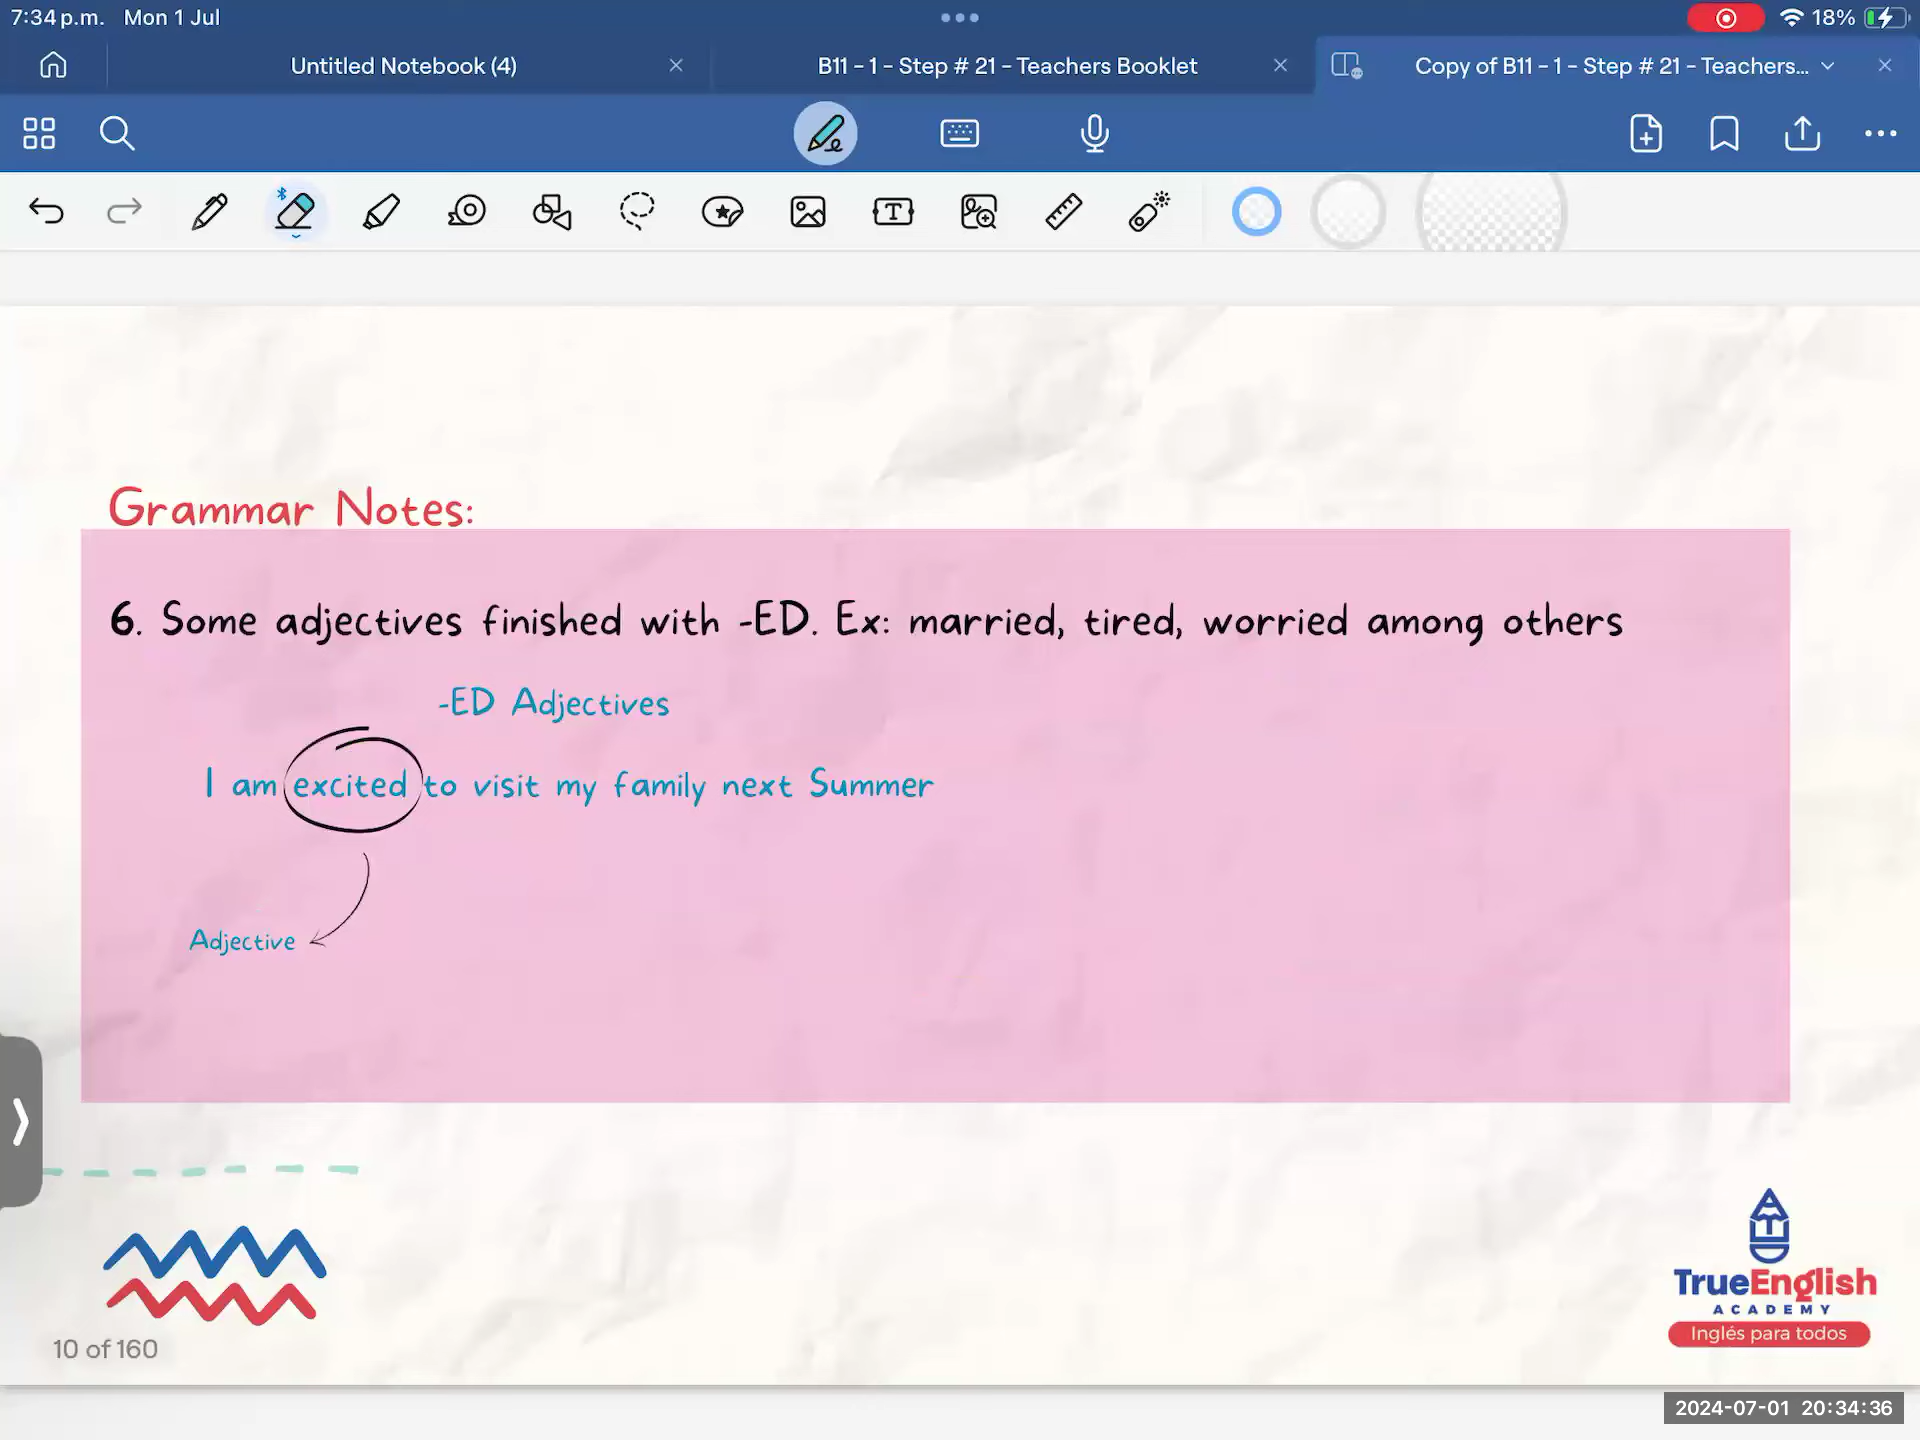 7:34 p.m. Mon 1 Jul
18%
Untitled Notebook (4)
B11 - 1 - Step # 21 - Teachers Booklet
Copy of B11 - 1 - Step # 21 - Teachers...
Grammar Notes:
6. Some adjectives finished with -ED. Ex: married, tired, worried among others
-ED Adjectives
I am excited to visit my family next Summer
Adjective
TrueEnglish
ACADEMY
Inglés para todos
10 of 160
2024-07-01 20:34:36